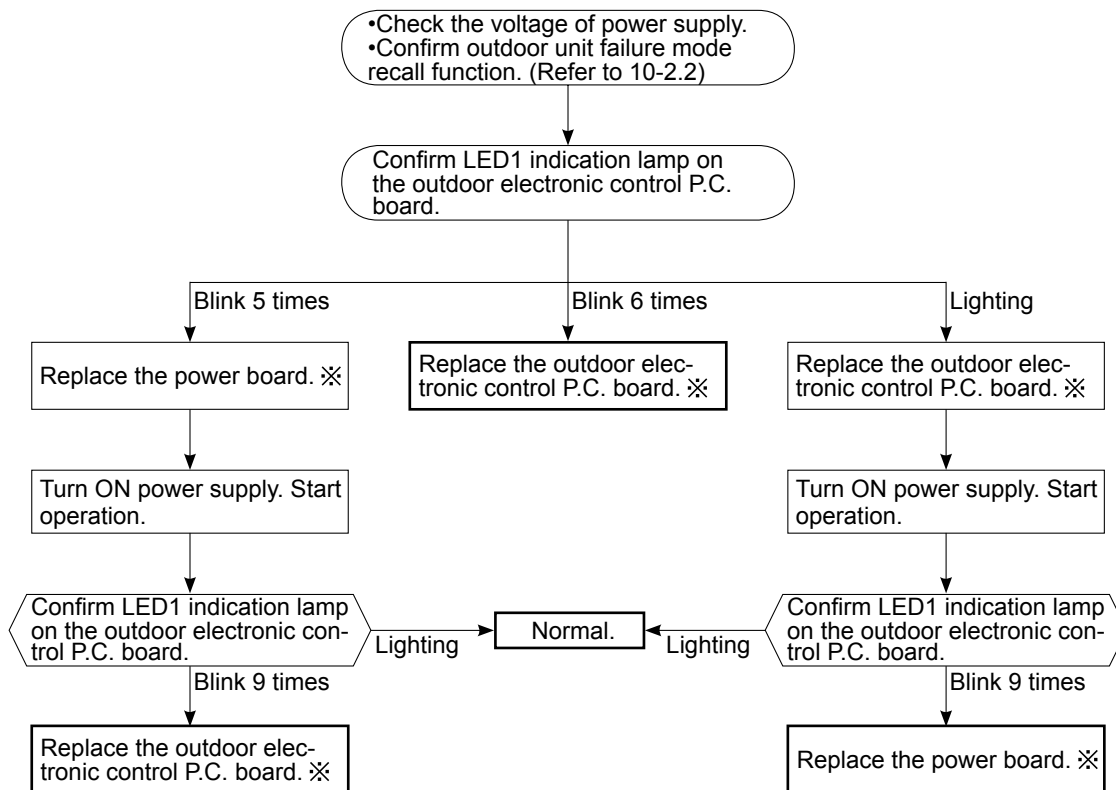 •Check the voltage of power supply.
•Confirm outdoor unit failure mode
recall function. (Refer to 10-2.2)
Confirm LED1 indication lamp on
the outdoor electronic control P.C.
board.
Blink 5 times
Blink 6 times
Lighting
Replace the power board. ※
Replace the outdoor elec-
tronic control P.C. board. ※
Replace the outdoor elec-
tronic control P.C. board. ※
Turn ON power supply. Start
operation.
Turn ON power supply. Start
operation.
Confirm LED1 indication lamp
on the outdoor electronic con-
trol P.C. board.
Lighting
Normal.
Lighting
Confirm LED1 indication lamp
on the outdoor electronic con-
trol P.C. board.
Blink 9 times
Blink 9 times
Replace the outdoor elec-
tronic control P.C. board. ※
Replace the power board. ※